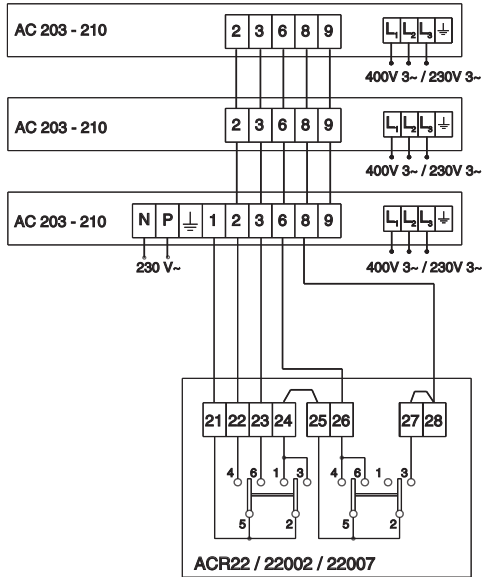 AC 203 - 210 2 3 6 8 9 L1 L2 L3
400V 3~ / 230V 3~
AC 203 - 210 2 3 6 8 9 L1 L2 L3
400V 3~ / 230V 3~
AC 203 - 210 N P 1 2 3 6 8 9 L1 L2 L3
230 V~ 400V 3~ / 230V 3~
21 22 23 24 25 26 27 28
4 6 1 3 4 6 1 3
5 2 5 2
ACR22 / 22002 / 22007